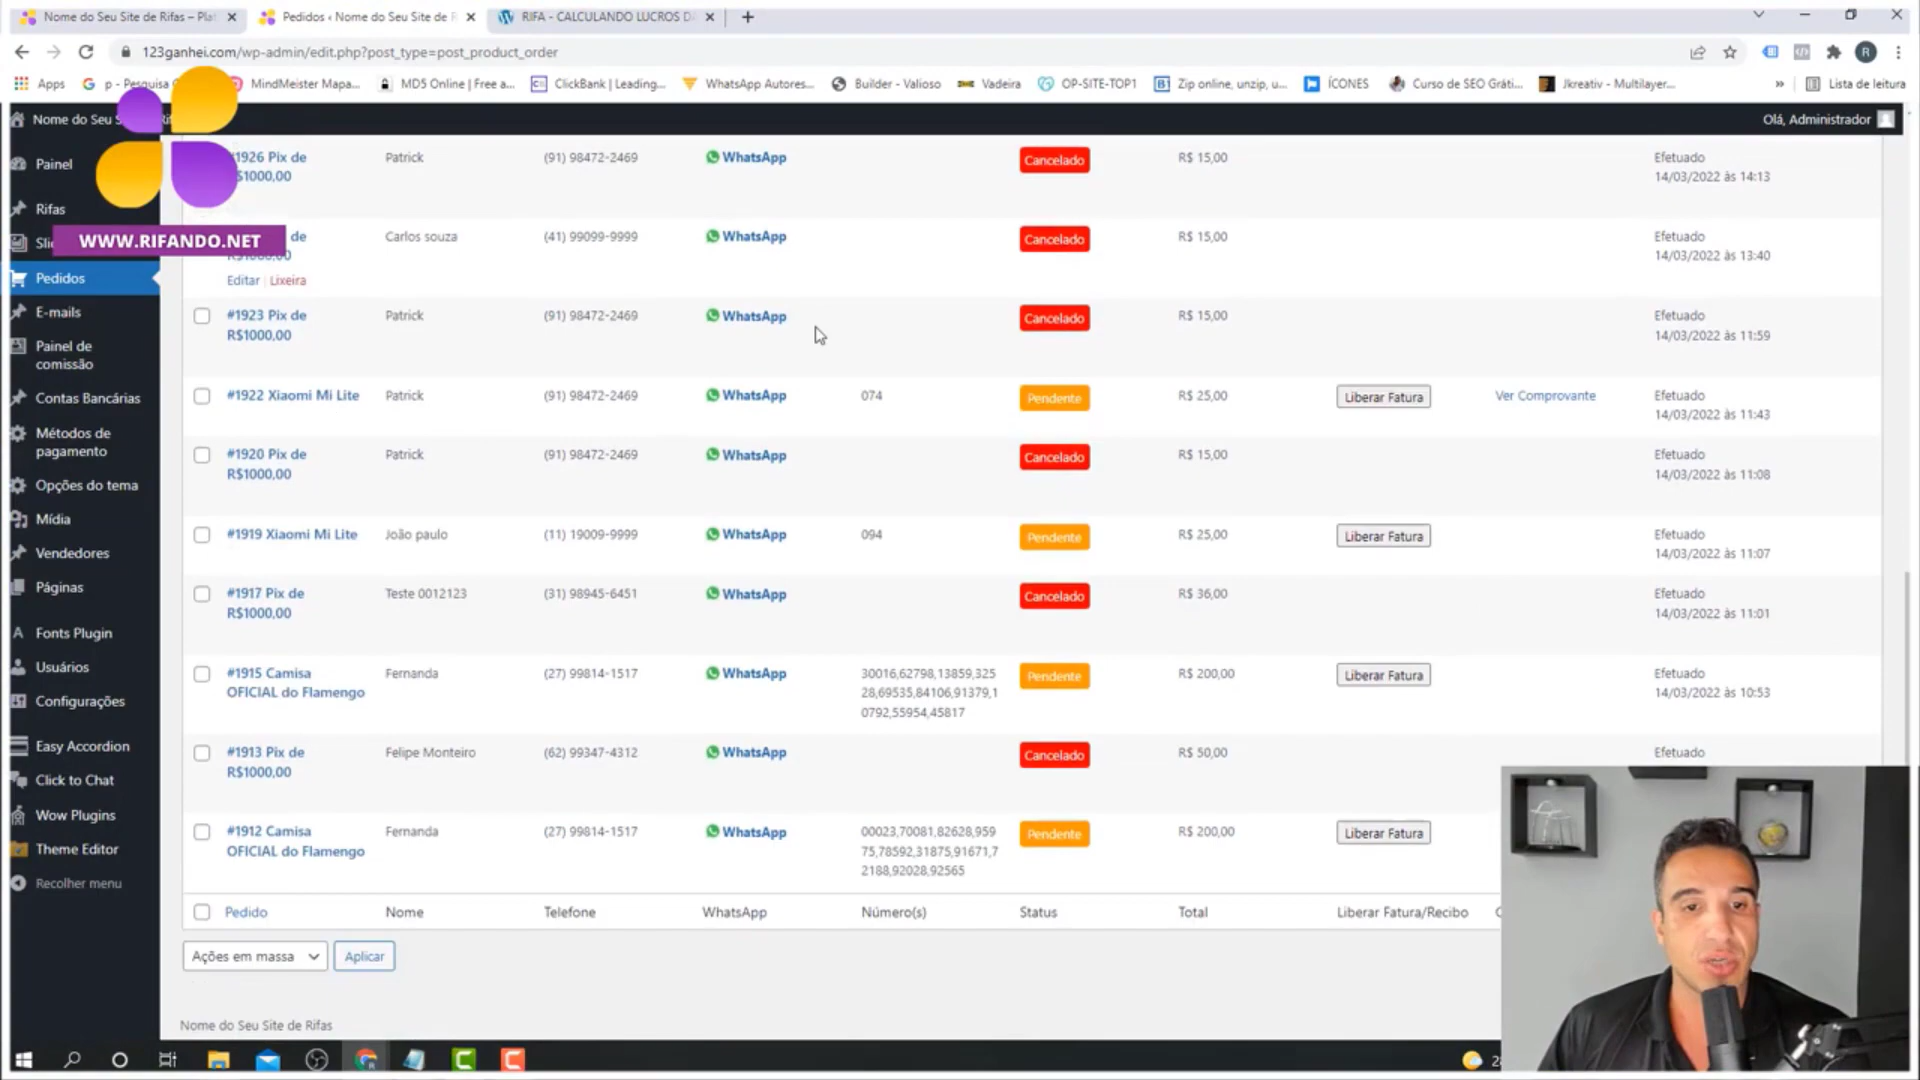 Nome do Seu Site de Rifas – Pla
Pedidos ‹ Nome do Seu Site de R
RIFA - CALCULANDO LUCROS D
123ganhei.com/wp-admin/edit.php?post_type=post_product_order
R
Apps
p - Pesquisa
MindMeister Mapa...
MD5 Online | Free a...
ClickBank | Leading...
WhatsApp Autores...
Builder - Valioso
Vadeira
OP-SITE-TOP1
Zip online, unzip, u...
ÍCONES
Curso de SEO Gráti...
Jkreativ - Multilayer...
»
Lista de leitura
Nome do Seu S
Olá, Administrador
Painel
Rifas
WWW.RIFANDO.NET
Pedidos
E-mails
Painel de
comissão
Contas Bancárias
Métodos de
pagamento
Opções do tema
Mídia
Vendedores
Páginas
Fonts Plugin
Usuários
Configurações
Easy Accordion
Click to Chat
Wow Plugins
Theme Editor
Recolher menu
#1926 Pix de
R$1000,00
Patrick
(91) 98472-2469
WhatsApp
Cancelado
R$ 15,00
Efetuado
14/03/2022 às 14:13
de
R$1000,00
Carlos souza
(41) 99099-9999
WhatsApp
Cancelado
R$ 15,00
Efetuado
14/03/2022 às 13:40
Editar | Lixeira
#1923 Pix de
R$1000,00
Patrick
(91) 98472-2469
WhatsApp
Cancelado
R$ 15,00
Efetuado
14/03/2022 às 11:59
#1922 Xiaomi Mi Lite
Patrick
(91) 98472-2469
WhatsApp
074
Pendente
R$ 25,00
Liberar Fatura
Ver Comprovante
Efetuado
14/03/2022 às 11:43
#1920 Pix de
R$1000,00
Patrick
(91) 98472-2469
WhatsApp
Cancelado
R$ 15,00
Efetuado
14/03/2022 às 11:08
#1919 Xiaomi Mi Lite
João paulo
(11) 19009-9999
WhatsApp
094
Pendente
R$ 25,00
Liberar Fatura
Efetuado
14/03/2022 às 11:07
#1917 Pix de
R$1000,00
Teste 0012123
(31) 98945-6451
WhatsApp
Cancelado
R$ 36,00
Efetuado
14/03/2022 às 11:01
#1915 Camisa
OFICIAL do Flamengo
Fernanda
(27) 99814-1517
WhatsApp
30016,62798,13859,325
28,69535,84106,91379,1
0792,55954,45817
Pendente
R$ 200,00
Liberar Fatura
Efetuado
14/03/2022 às 10:53
#1913 Pix de
R$1000,00
Felipe Monteiro
(62) 99347-4312
WhatsApp
Cancelado
R$ 50,00
Efetuado
#1912 Camisa
OFICIAL do Flamengo
Fernanda
(27) 99814-1517
WhatsApp
00023,70081,82628,959
75,78592,31875,91671,7
2188,92028,92565
Pendente
R$ 200,00
Liberar Fatura
Pedido
Nome
Telefone
WhatsApp
Número(s)
Status
Total
Liberar Fatura/Recibo
Ações em massa
Aplicar
Nome do Seu Site de Rifas